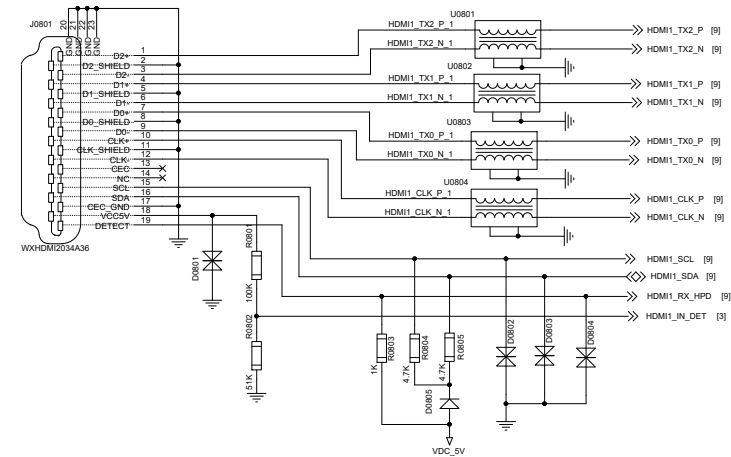 J0801
20
21
22
23
GND
GND
GND
GND
D2+ 1
D2_SHIELD 2
D2- 3
D1+ 4
D1_SHIELD 5
D1- 6
D0+ 7
D0_SHIELD 8
D0- 9
CLK+ 10
CLK_SHIELD 11
CLK- 12
CEC 13
NC 14
SCL 15
SDA 16
CEC_GND 17
VCC5V 18
DETECT 19
WXHDMI2034A36
U0801
HDMI1_TX2_P_1 HDMI1_TX2_P [9]
HDMI1_TX2_N_1 HDMI1_TX2_N [9]
U0802
HDMI1_TX1_P_1 HDMI1_TX1_P [9]
HDMI1_TX1_N_1 HDMI1_TX1_N [9]
U0803
HDMI1_TX0_P_1 HDMI1_TX0_P [9]
HDMI1_TX0_N_1 HDMI1_TX0_N [9]
U0804
HDMI1_CLK_P_1 HDMI1_CLK_P [9]
HDMI1_CLK_N_1 HDMI1_CLK_N [9]
HDMI1_SCL [9]
HDMI1_SDA [9]
HDMI1_RX_HPD [9]
HDMI1_IN_DET [3]
D0801
R0801
100K
R0802
51K
R0803
1K
R0804
4.7K
R0805
4.7K
D0805
D0802
D0803
D0804
VDC_5V